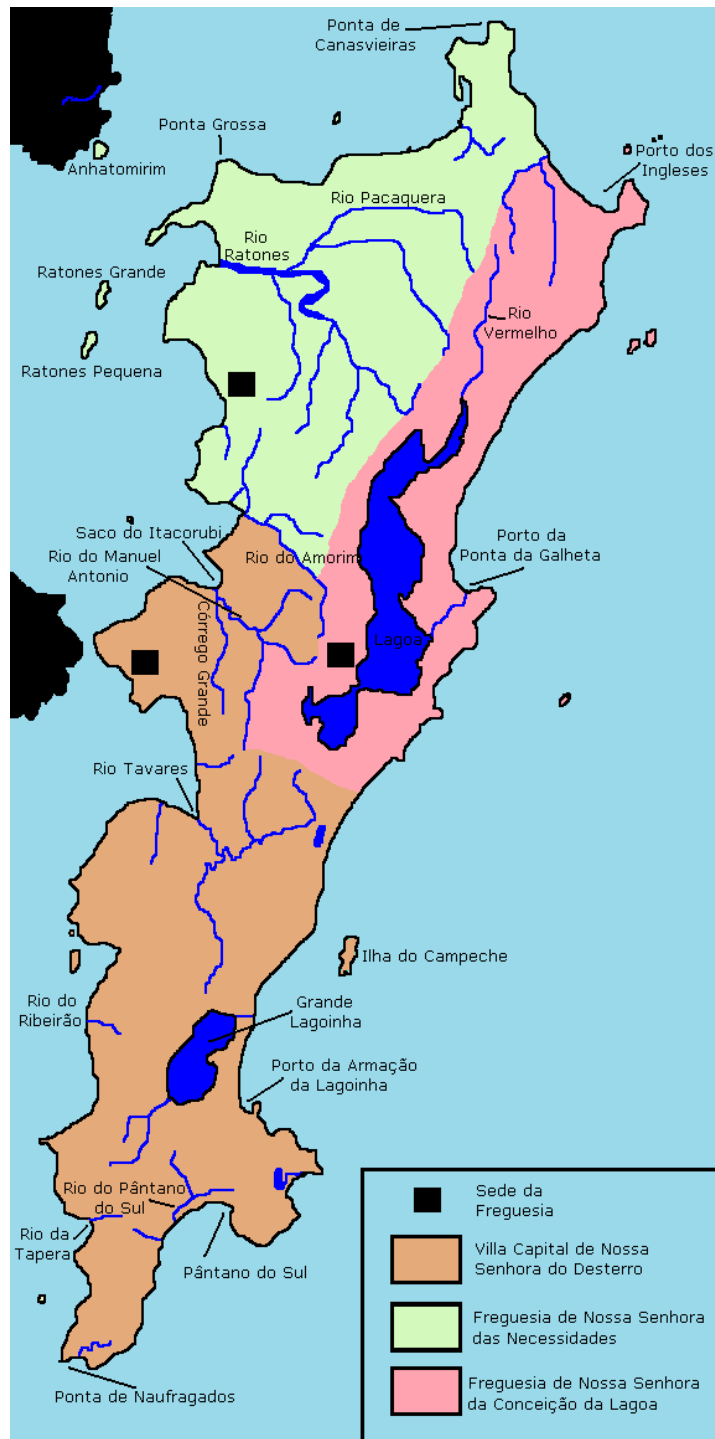 Ponta de
Canasvieiras
Ponta Grossa
Anhatomirim
Porto dos
Ingleses
Rio Pacaquera
Rio
Ratones
Ratones Grande
Rio
Vermelho
Ratones Pequena
Saco do Itacorubi
Rio do Manuel
Antonio
Rio do Amorim
Porto da
Ponta da Galheta
Córrego Grande
Lagoa
Rio Tavares
Ilha do Campeche
Rio do
Ribeirão
Grande
Lagoinha
Porto da Armação
da Lagoinha
Rio do Pântano
do Sul
Rio da
Tapera
Pântano do Sul
Ponta de Naufragados
Sede da
Freguesia
Villa Capital de Nossa
Senhora do Desterro
Freguesia de Nossa Senhora
das Necessidades
Freguesia de Nossa Senhora
da Conceição da Lagoa